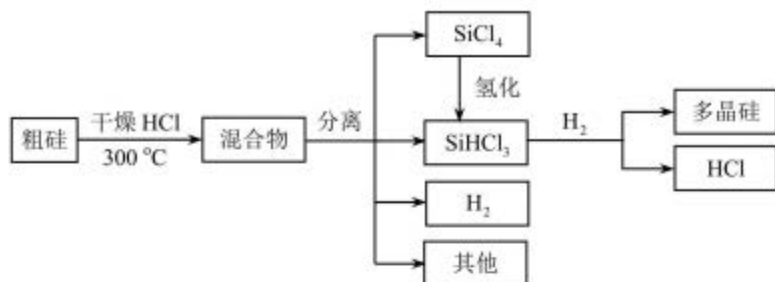 SiCl₄
氢化
粗硅
干燥 HCl
300 °C
混合物
分离
SiHCl₃
H₂
多晶硅
HCl
H₂
其他